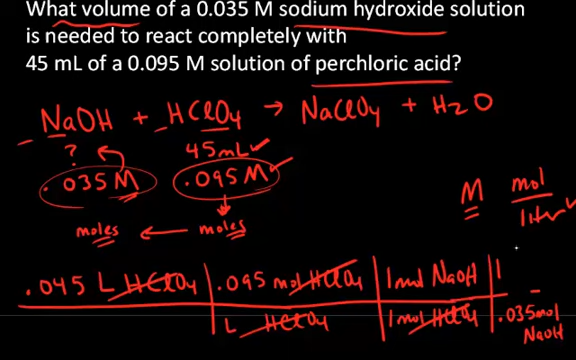 What volume of a 0.035 M sodium hydroxide solution
is needed to react completely with
45 mL of a 0.095 M solution of perchloric acid?
_ NaOH + _ HClO4 → NaClO4 + H2O
? 45mL
.035 M .095 M
M mol
liter
moles ← moles
.045 L HClO4 | .095 mol HClO4 | 1 mol NaOH | 1
L HClO4 | 1 mol HClO4 | .035 mol
NaOH